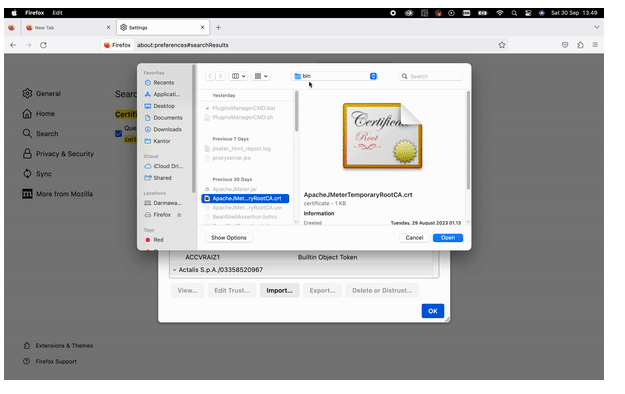 Firefox Edit
Sat 30 Sep 13.49
New Tab
Settings
Firefox about:preferences#searchResults
General
Home
Search
Privacy & Security
Sync
More from Mozilla
Extensions & Themes
Firefox Support
Favorites
Recents
Applicati...
Desktop
Documents
Downloads
Kantor
iCloud
iCloud Dri...
Shared
Locations
Darmawa...
Firefox
Tags
Red
bin
Search
Yesterday
PluginsManagerCMD.bat
PluginsManagerCMD.sh
Previous 7 Days
jmeter_html_report.log
proxyserver.jks
Previous 30 Days
ApacheJMeter.jar
ApacheJMet...ryRootCA.crt
ApacheJMet...ryRootCA.usr
BeanShellAssertion.bshrc
Certificate
Root
ApacheJMeterTemporaryRootCA.crt
certificate - 1 KB
Information
Created Tuesday, 29 August 2023 01.13
Show Options
Cancel
Open
ACCVRAIZ1 Builtin Object Token
Actalis S.p.A./03358520967
View...
Edit Trust...
Import...
Export...
Delete or Distrust...
OK